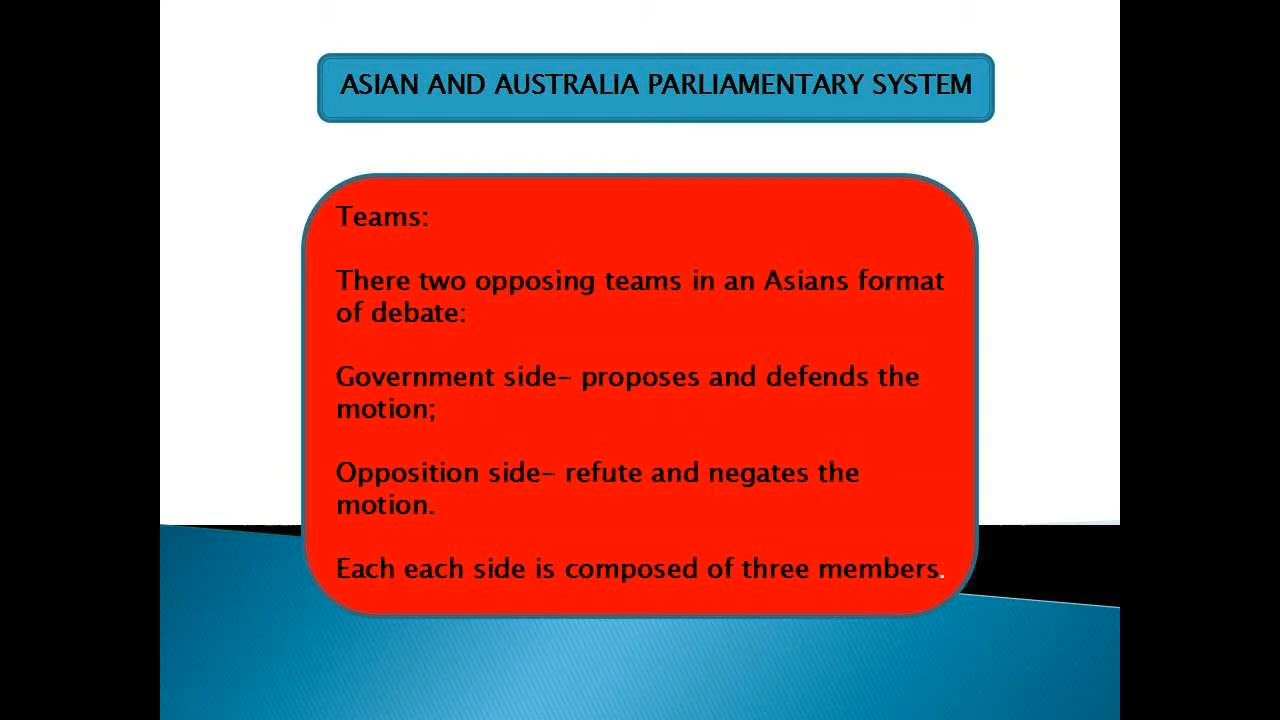 ASIAN AND AUSTRALIA PARLIAMENTARY SYSTEM
Teams:
There two opposing teams in an Asians format
of debate:
Government side- proposes and defends the
motion;
Opposition side- refute and negates the
motion.
Each each side is composed of three members.